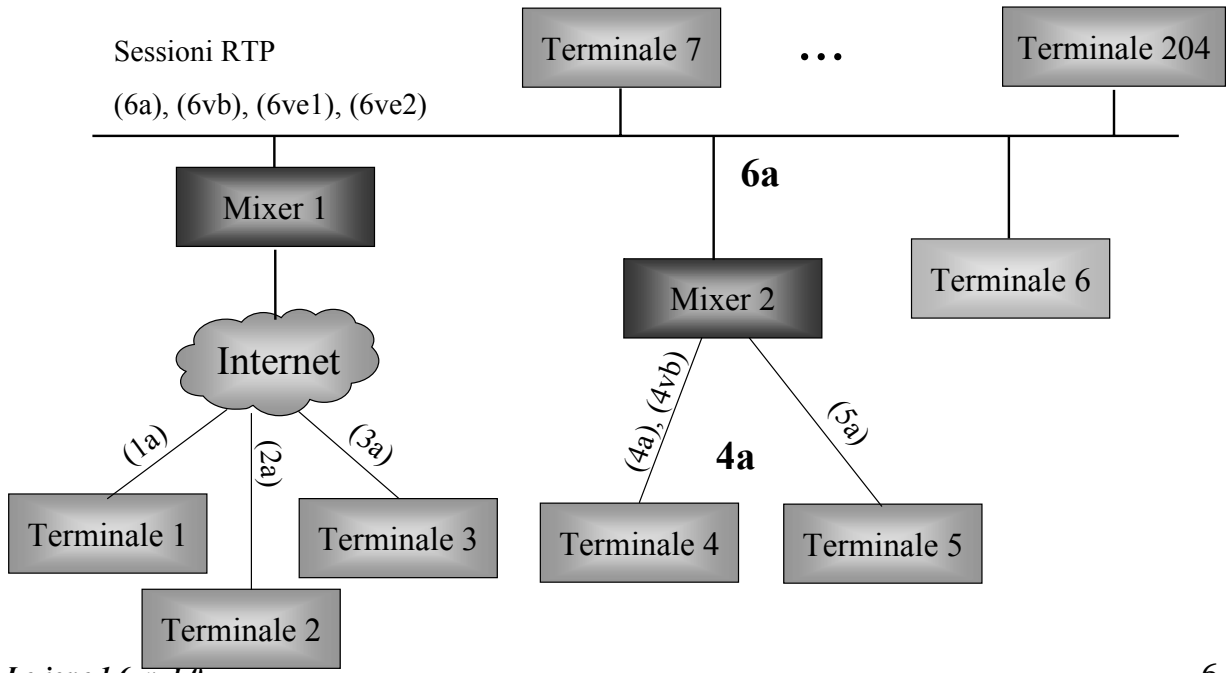 Terminale 7
...
Terminale 204
Sessioni RTP
(6a), (6vb), (6ve1), (6ve2)
6a
Mixer 1
Mixer 2
Terminale 6
Internet
(1a)
(2a)
(3a)
(4a), (4vb)
(5a)
4a
Terminale 1
Terminale 3
Terminale 4
Terminale 5
Terminale 2
6